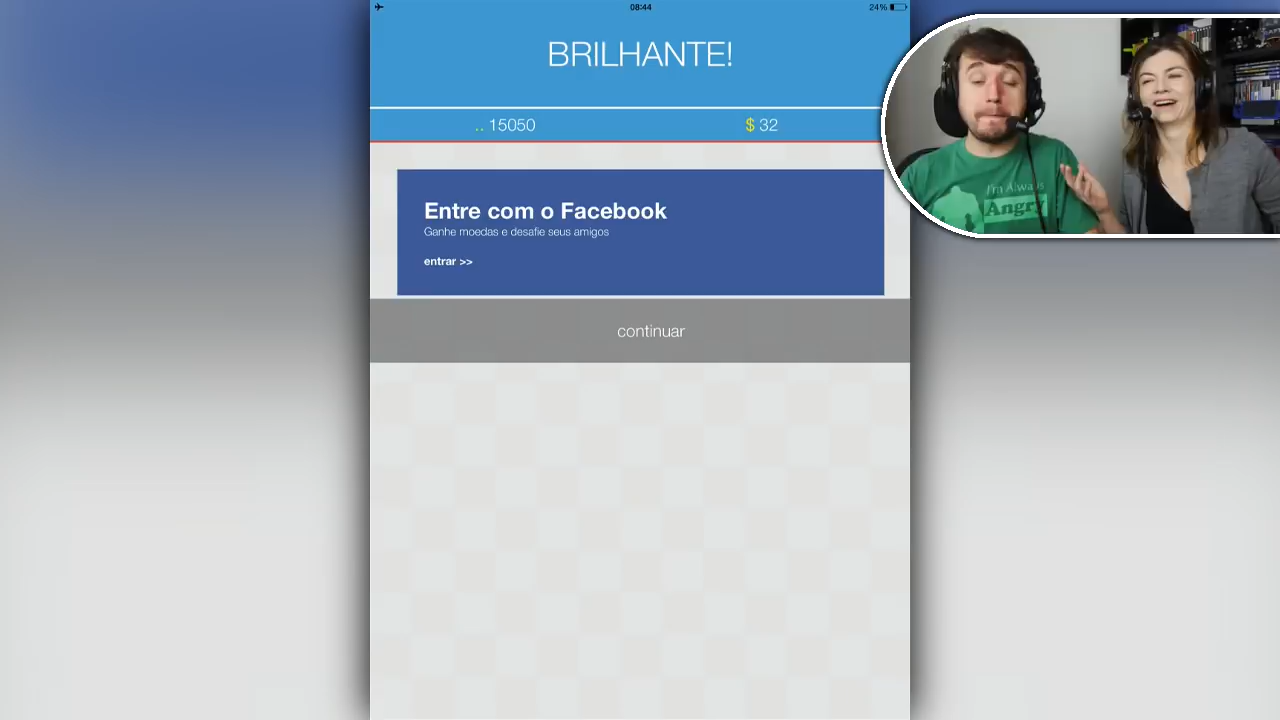 08:44
24%
BRILHANTE!
.. 15050
$ 32
Entre com o Facebook
Ganhe moedas e desafie seus amigos
entrar >>
continuar
I'm Always
Angry